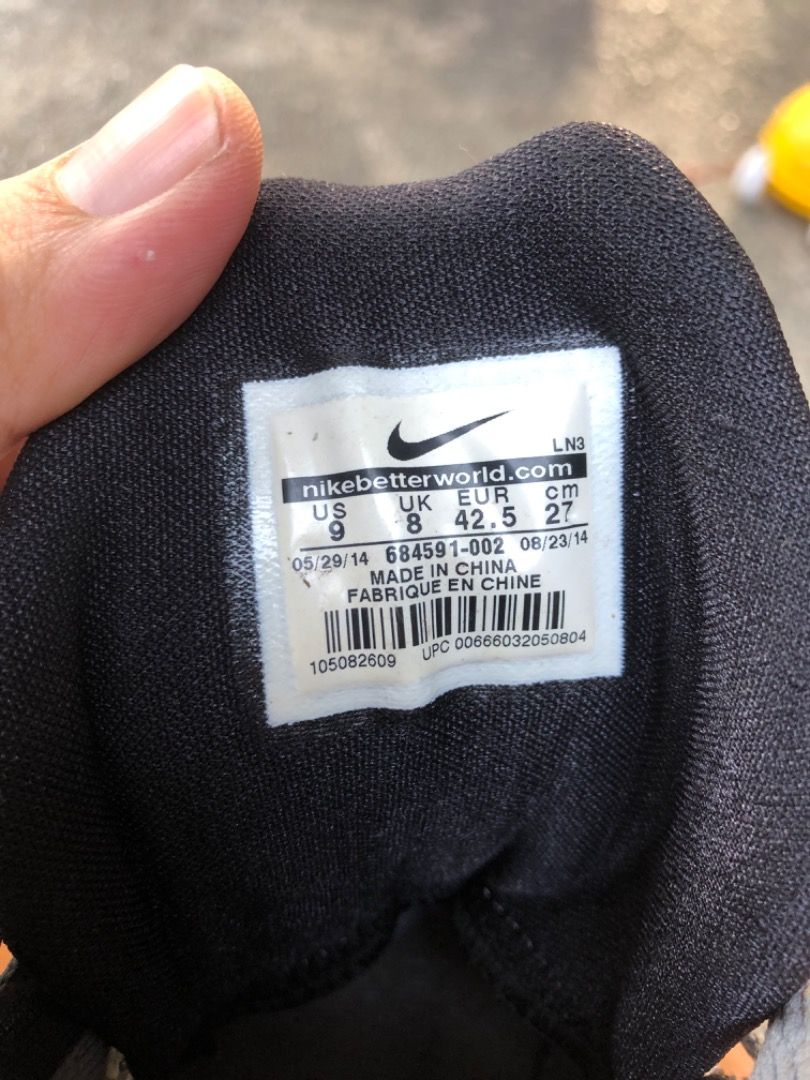 LN3
nikebetterworld.com
US UK EUR cm
9 8 42.5 27
05/29/14 684591-002 08/23/14
MADE IN CHINA
FABRIQUE EN CHINE
105082609 UPC 00666032050804